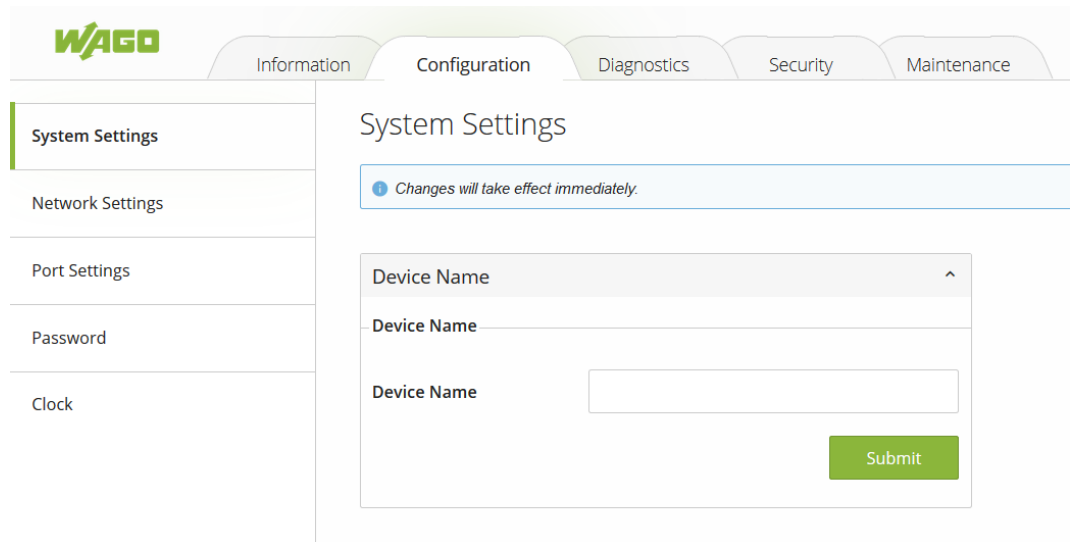 WAGO
Information Configuration Diagnostics Security Maintenance
System Settings
Network Settings
Port Settings
Password
Clock
System Settings
Changes will take effect immediately.
Device Name
Device Name
Device Name
Submit